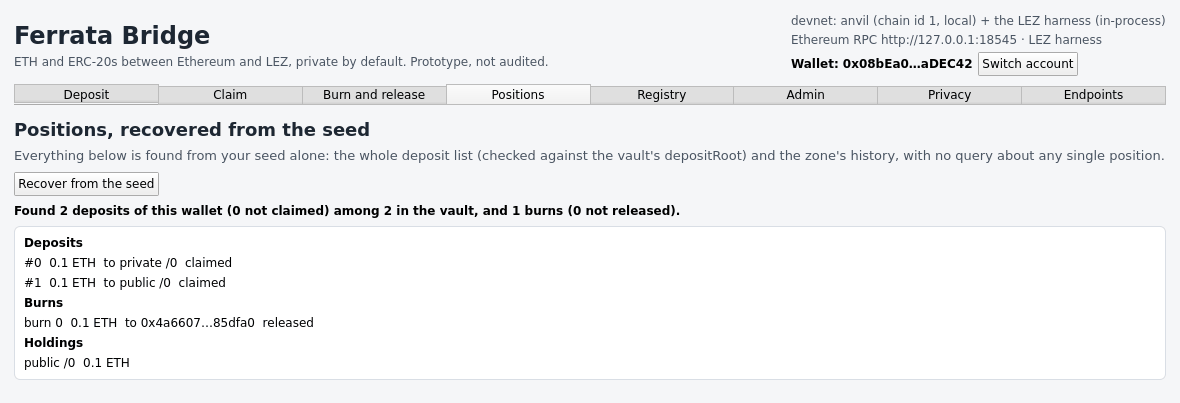 Ferrata Bridge
ETH and ERC-20s between Ethereum and LEZ, private by default. Prototype, not audited.
devnet: anvil (chain id 1, local) + the LEZ harness (in-process)
Ethereum RPC http://127.0.0.1:18545 · LEZ harness
Wallet: 0x08bEa0…aDEC42 Switch account
Deposit Claim Burn and release Positions Registry Admin Privacy Endpoints
Positions, recovered from the seed
Everything below is found from your seed alone: the whole deposit list (checked against the vault's depositRoot) and the zone's history, with no query about any single position.
Recover from the seed
Found 2 deposits of this wallet (0 not claimed) among 2 in the vault, and 1 burns (0 not released).
Deposits
#0 0.1 ETH to private /0 claimed
#1 0.1 ETH to public /0 claimed
Burns
burn 0 0.1 ETH to 0x4a6607…85dfa0 released
Holdings
public /0 0.1 ETH